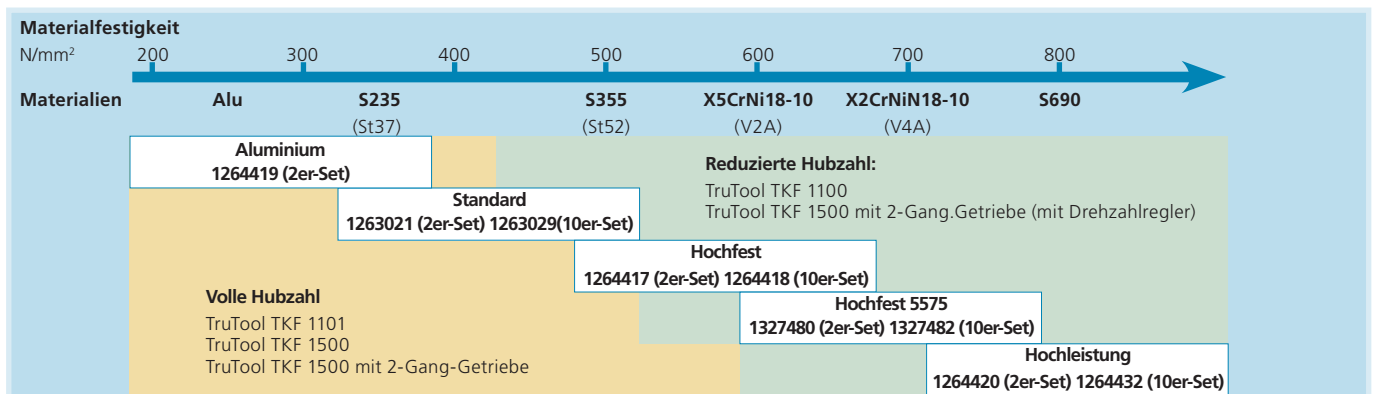 Materialfestigkeit
N/mm² 200 300 400 500 600 700 800
Materialien Alu S235 S355 X5CrNi18-10 X2CrNiN18-10 S690
(St37) (St52) (V2A) (V4A)
Aluminium
1264419 (2er-Set)
Reduzierte Hubzahl:
TruTool TKF 1100
TruTool TKF 1500 mit 2-Gang.Getriebe (mit Drehzahlregler)
Standard
1263021 (2er-Set) 1263029(10er-Set)
Hochfest
1264417 (2er-Set) 1264418 (10er-Set)
Volle Hubzahl
TruTool TKF 1101
TruTool TKF 1500
TruTool TKF 1500 mit 2-Gang-Getriebe
Hochfest 5575
1327480 (2er-Set) 1327482 (10er-Set)
Hochleistung
1264420 (2er-Set) 1264432 (10er-Set)